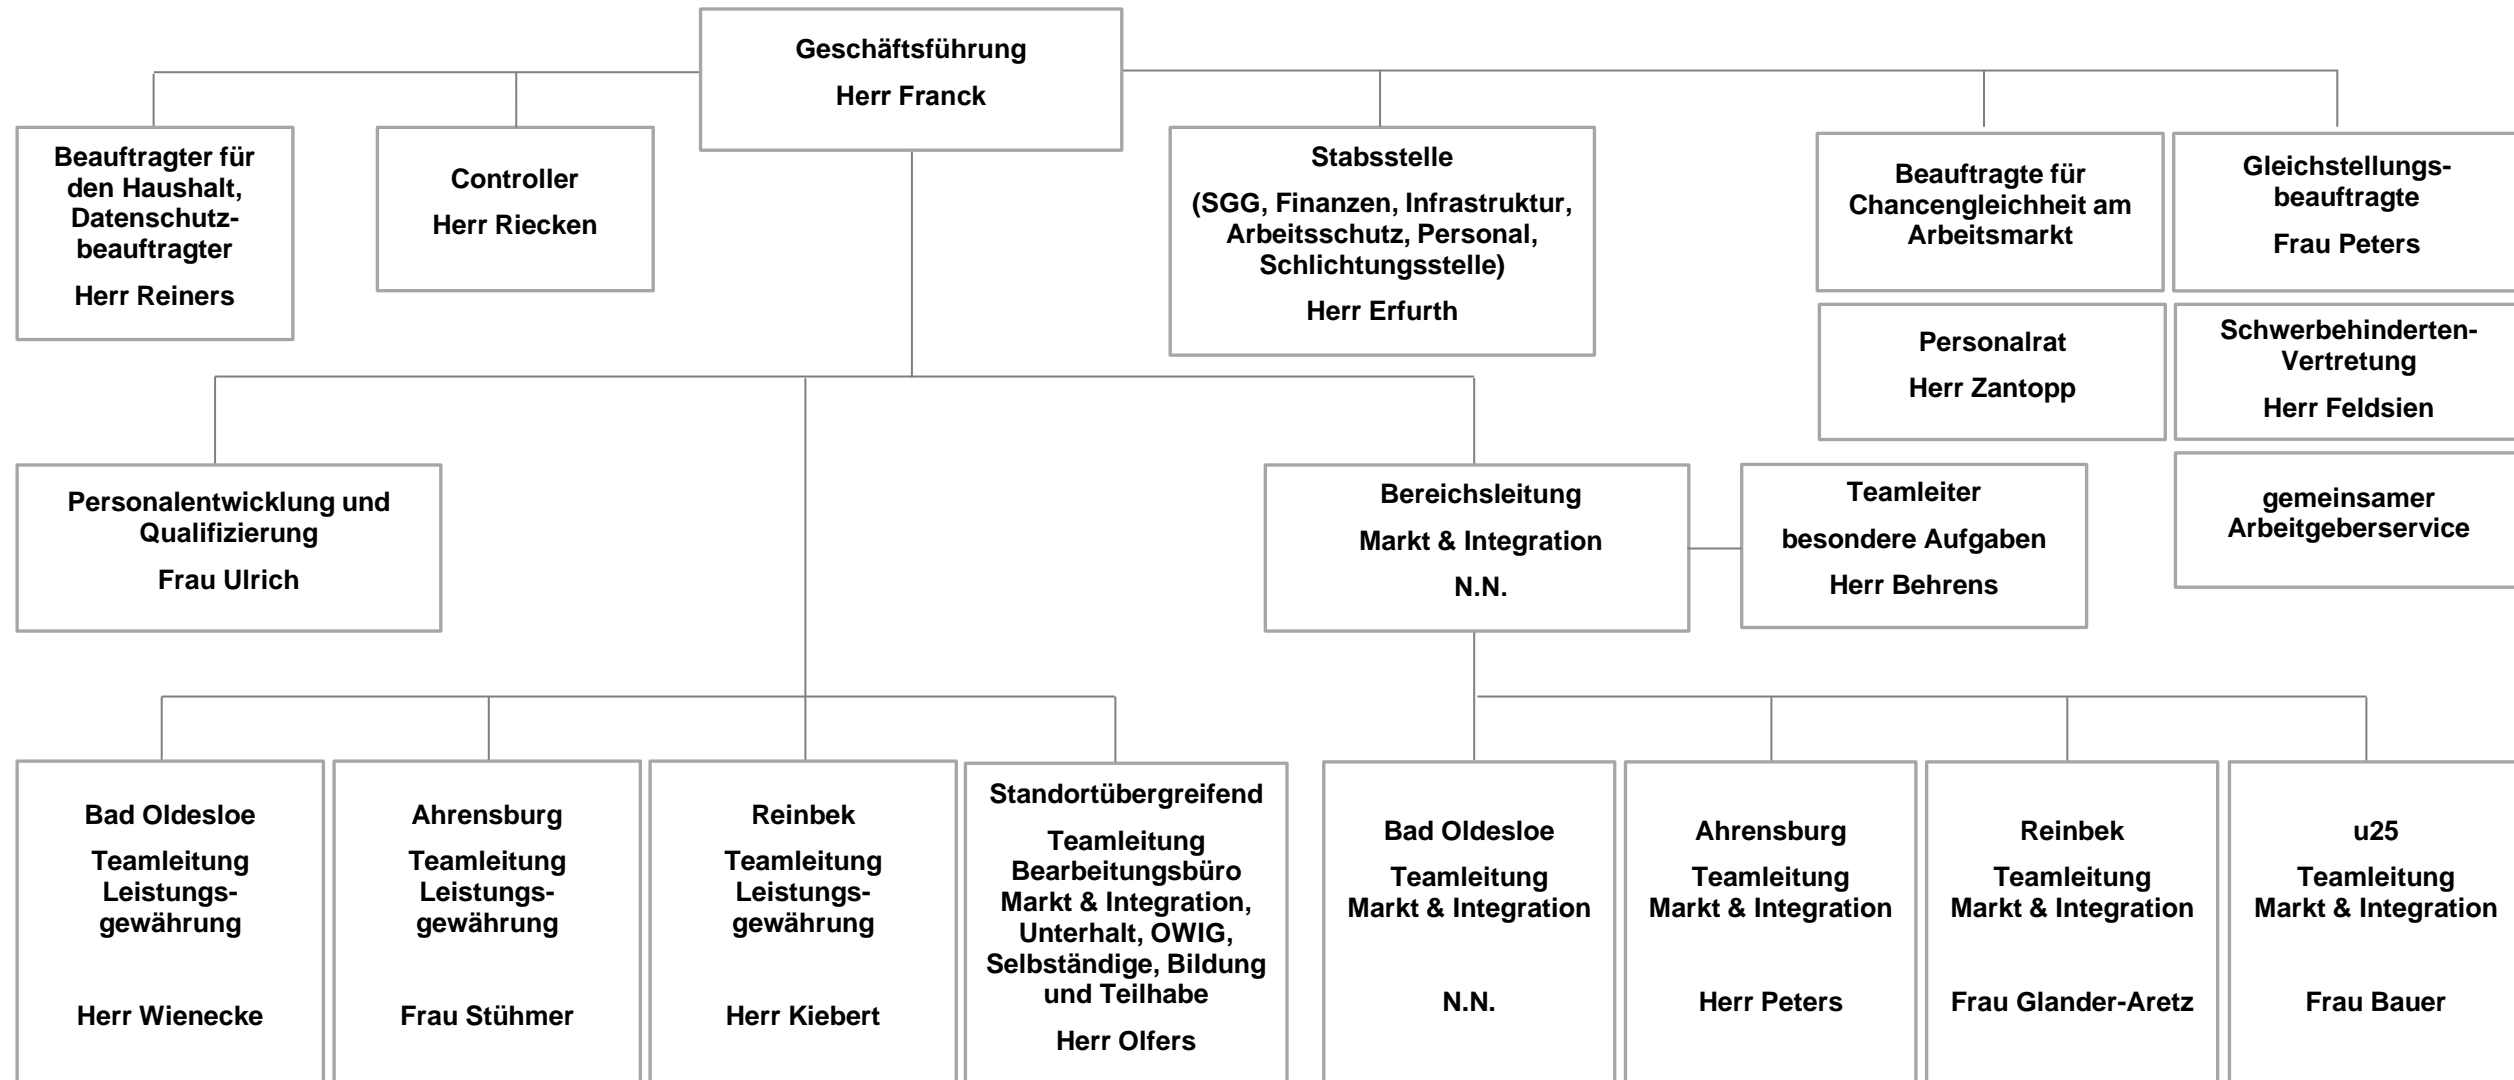 Geschäftsführung
Herr Franck
Beauftragter für
den Haushalt,
Datenschutz-
beauftragter
Herr Reiners
Controller
Herr Riecken
Stabsstelle
(SGG, Finanzen, Infrastruktur,
Arbeitsschutz, Personal,
Schlichtungsstelle)
Herr Erfurth
Beauftragte für
Chancengleichheit am
Arbeitsmarkt
Gleichstellungs-
beauftragte
Frau Peters
Personalrat
Herr Zantopp
Schwerbehinderten-
Vertretung
Herr Feldsien
Personalentwicklung und
Qualifizierung
Frau Ulrich
Bereichsleitung
Markt & Integration
N.N.
Teamleiter
besondere Aufgaben
Herr Behrens
gemeinsamer
Arbeitgeberservice
Bad Oldesloe
Teamleitung
Leistungs-
gewährung
Herr Wienecke
Ahrensburg
Teamleitung
Leistungs-
gewährung
Frau Stühmer
Reinbek
Teamleitung
Leistungs-
gewährung
Herr Kiebert
Standortübergreifend
Teamleitung
Bearbeitungsbüro
Markt & Integration,
Unterhalt, OWIG,
Selbständige, Bildung
und Teilhabe
Herr Olfers
Bad Oldesloe
Teamleitung
Markt & Integration
N.N.
Ahrensburg
Teamleitung
Markt & Integration
Herr Peters
Reinbek
Teamleitung
Markt & Integration
Frau Glander-Aretz
u25
Teamleitung
Markt & Integration
Frau Bauer